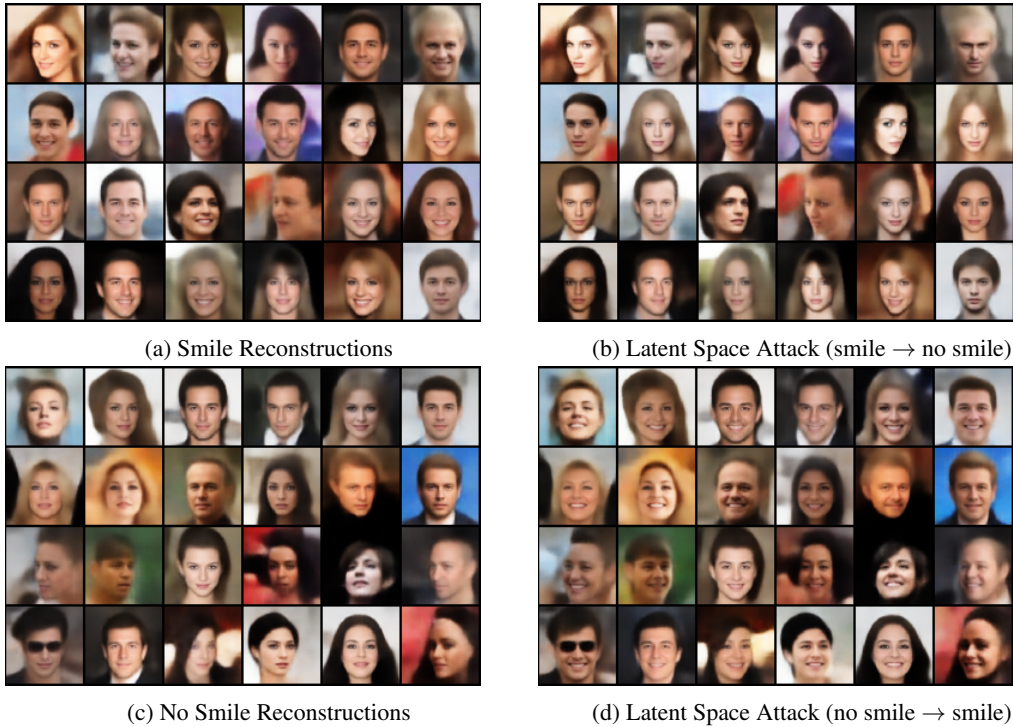 (a) Smile Reconstructions
(b) Latent Space Attack (smile → no smile)
(c) No Smile Reconstructions
(d) Latent Space Attack (no smile → smile)